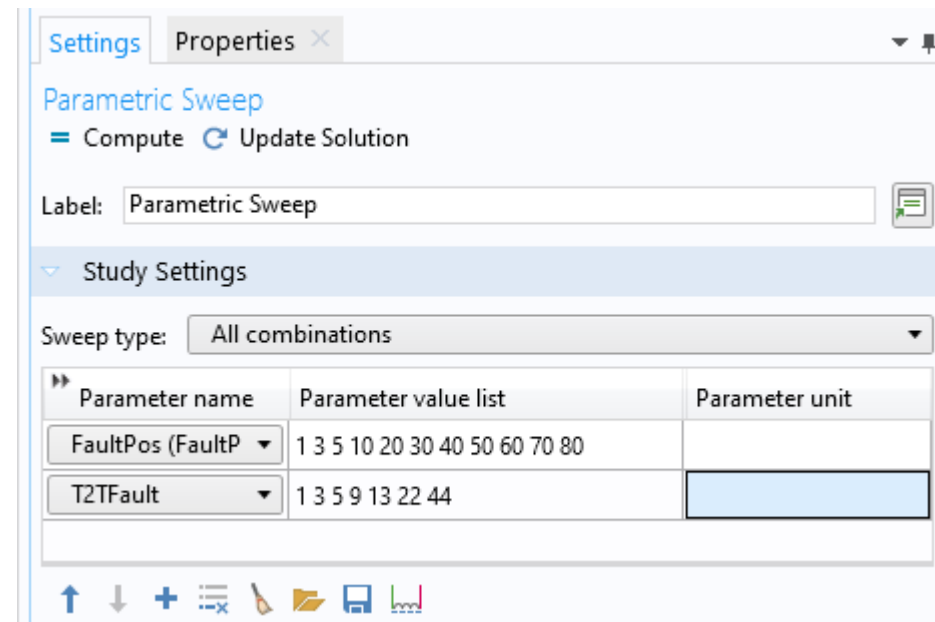 Settings Properties
Parametric Sweep
Compute Update Solution
Label: Parametric Sweep
Study Settings
Sweep type: All combinations
Parameter name Parameter value list Parameter unit
FaultPos (FaultP 1 3 5 10 20 30 40 50 60 70 80
T2TFault 1 3 5 9 13 22 44